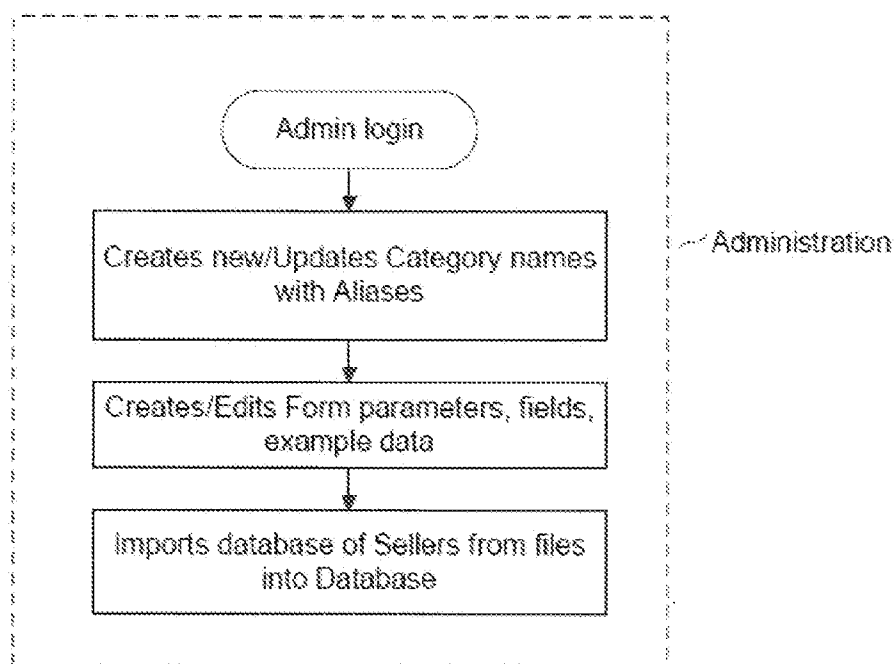 Admin login
Creates new/Updates Category names
with Aliases
Administration
Creates/Edits Form parameters, fields,
example data
Imports database of Sellers from files
into Database